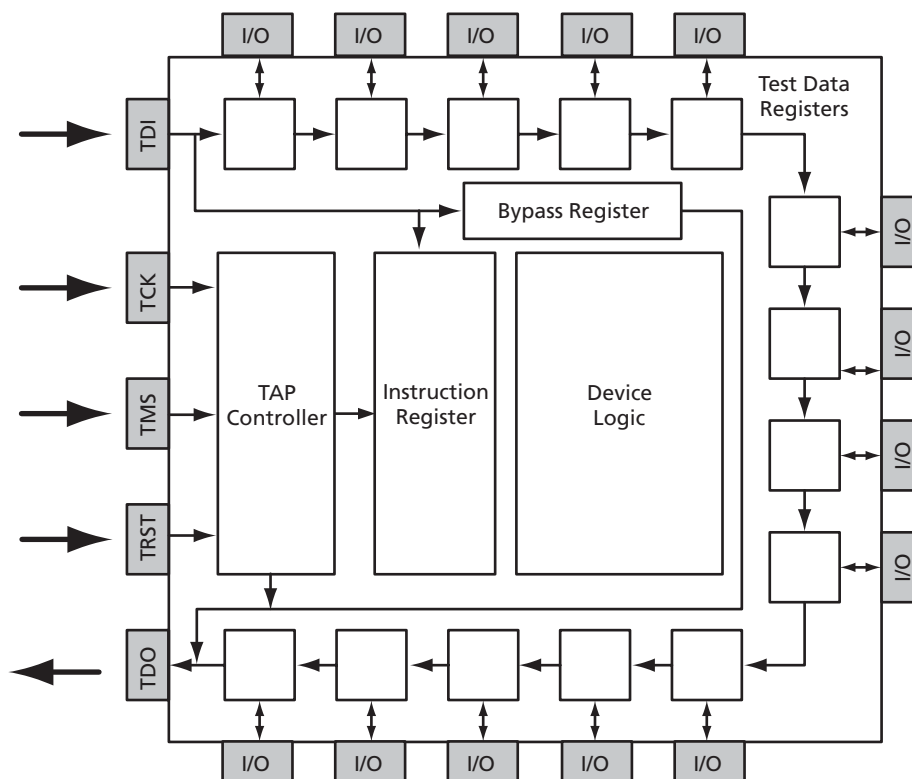 I/O I/O I/O I/O I/O
Test Data
Registers
TDI
Bypass Register
I/O
TCK
I/O
TAP
Controller
Instruction
Register
Device
Logic
TMS
I/O
TRST
I/O
TDO
I/O I/O I/O I/O I/O